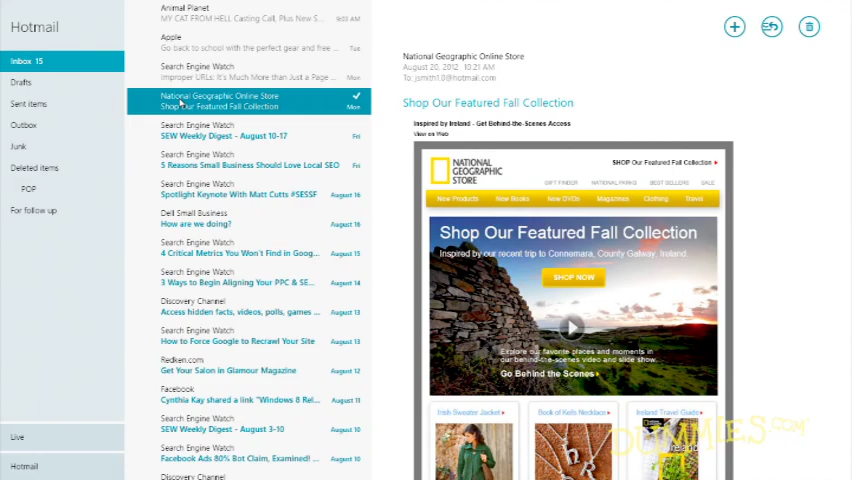 Hotmail
Inbox 15
Drafts
Sent items
Outbox
Junk
Deleted items
POP
For follow up
Live
Hotmail
Animal Planet
MY CAT FROM HELL Casting Call, Plus New S...
9:03 AM
Apple
Go back to school with the perfect gear and free ...
Tue
Search Engine Watch
Improper URLs: It's Much More than Just a Page ...
Mon
National Geographic Online Store
Shop Our Featured Fall Collection
Mon
Search Engine Watch
SEW Weekly Digest - August 10-17
Fri
Search Engine Watch
5 Reasons Small Business Should Love Local SEO
Fri
Search Engine Watch
Spotlight Keynote With Matt Cutts #SESSF
August 16
Dell Small Business
How are we doing?
August 16
Search Engine Watch
4 Critical Metrics You Won't Find in Goog...
August 15
Search Engine Watch
3 Ways to Begin Aligning Your PPC & SE...
August 14
Discovery Channel
Access hidden facts, videos, polls, games ...
August 13
Search Engine Watch
How to Force Google to Recrawl Your Site
August 13
Redken.com
Get Your Salon in Glamour Magazine
August 12
Facebook
Cynthia Kay shared a link "Windows 8 Rel...
August 11
Search Engine Watch
SEW Weekly Digest - August 3-10
August 10
Search Engine Watch
Facebook Ads 80% Bot Claim, Examined! ...
August 10
Discovery Channel
National Geographic Online Store
August 20, 2012 10:21 AM
To: jsmith1.0@hotmail.com
Shop Our Featured Fall Collection
Inspired by Ireland - Get Behind-the-Scenes Access
View on Web
NATIONAL
GEOGRAPHIC
STORE
SHOP Our Featured Fall Collection
GIFT FINDER NATIONAL PARKS BEST SELLERS SALE
New Products New Books New DVDs Magazines Clothing Travel
Shop Our Featured Fall Collection
Inspired by our recent trip to Connemara, County Galway, Ireland.
SHOP NOW
Explore our favorite places and moments in
our behind-the-scenes video and slide show.
Go Behind the Scenes
Irish Sweater Jacket
Book of Kells Necklace
Ireland Travel Guide
Ireland
DUMMIES.COM